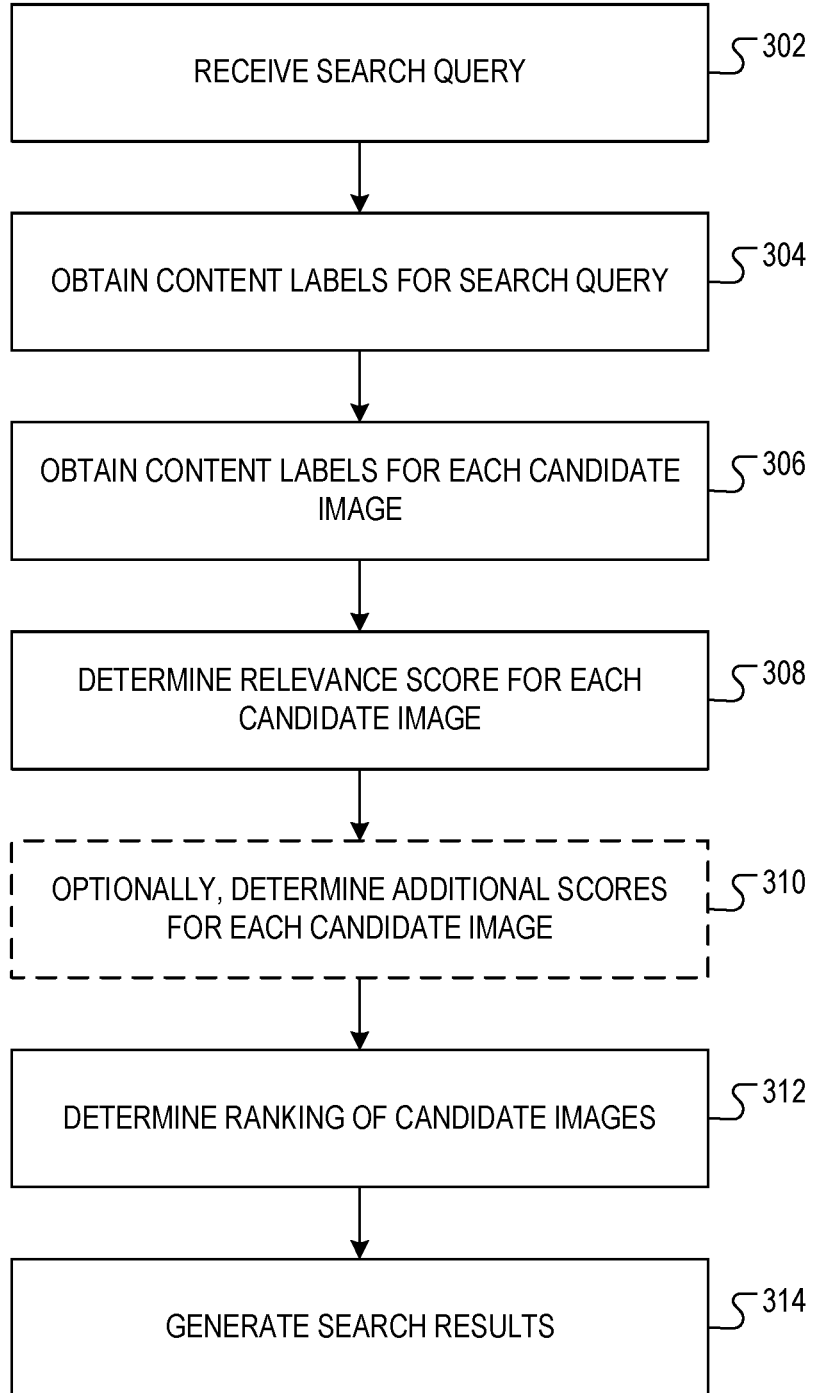 RECEIVE SEARCH QUERY
302
OBTAIN CONTENT LABELS FOR SEARCH QUERY
304
OBTAIN CONTENT LABELS FOR EACH CANDIDATE
IMAGE
306
DETERMINE RELEVANCE SCORE FOR EACH
CANDIDATE IMAGE
308
OPTIONALLY, DETERMINE ADDITIONAL SCORES
FOR EACH CANDIDATE IMAGE
310
DETERMINE RANKING OF CANDIDATE IMAGES
312
GENERATE SEARCH RESULTS
314